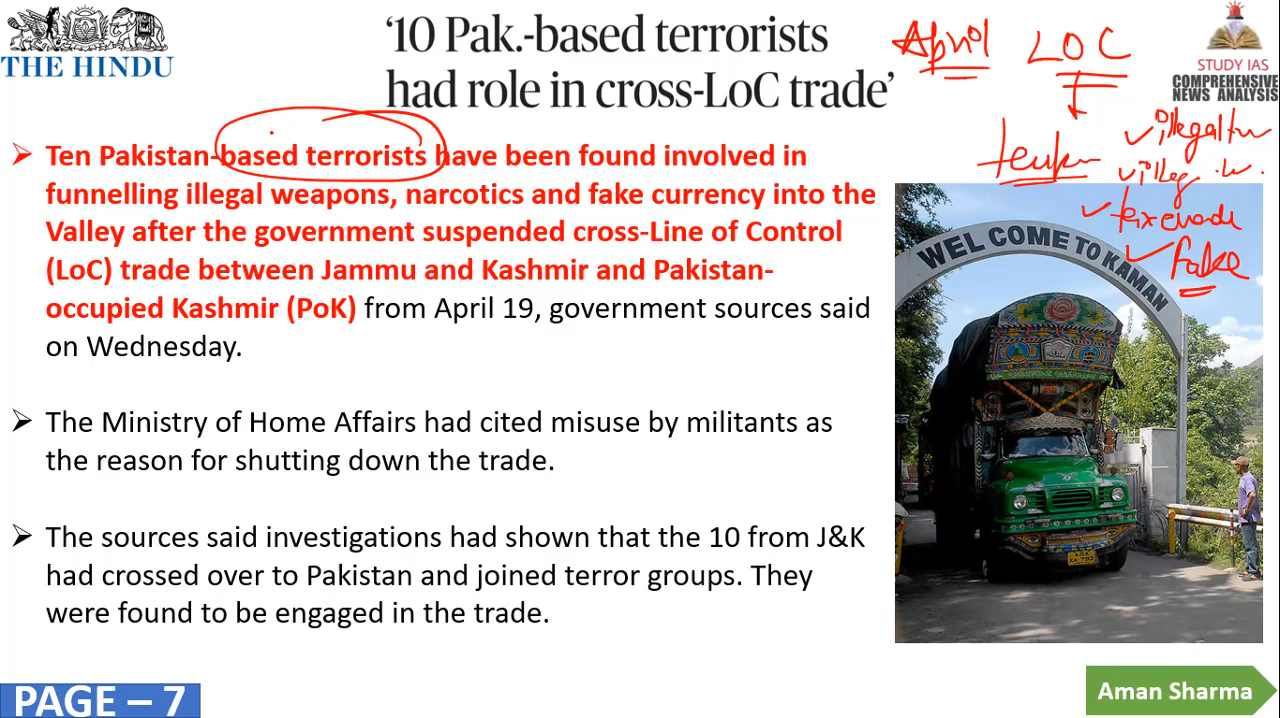 THE HINDU
‘10 Pak.-based terrorists
had role in cross-LoC trade’
April LOC
STUDY IAS
COMPREHENSIVE
NEWS ANALYSIS
➢ Ten Pakistan-based terrorists have been found involved in
funnelling illegal weapons, narcotics and fake currency into the
Valley after the government suspended cross-Line of Control
(LoC) trade between Jammu and Kashmir and Pakistan-
occupied Kashmir (PoK) from April 19, government sources said
on Wednesday.
➢ The Ministry of Home Affairs had cited misuse by militants as
the reason for shutting down the trade.
➢ The sources said investigations had shown that the 10 from J&K
had crossed over to Pakistan and joined terror groups. They
were found to be engaged in the trade.
fake
WEL COME TO KAMAN
PAGE – 7
Aman Sharma